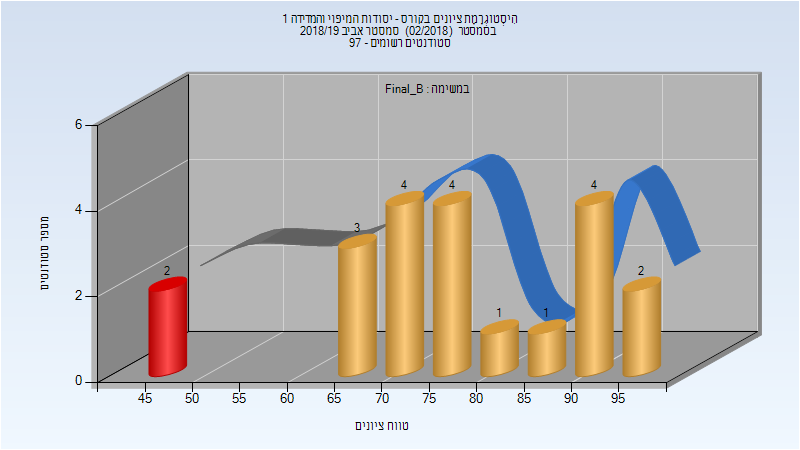 היסטוגרמת ציונים בקורס - יסודות המיפוי והמדידה 1
בסמסטר (02/2018) סמסטר אביב 2018/19
סטודנטים רשומים - 97
במשימה : Final_B
מספר סטודנטים
6
4
2
0
2
3
4
4
1
1
4
2
45 50 55 60 65 70 75 80 85 90 95
טווח ציונים